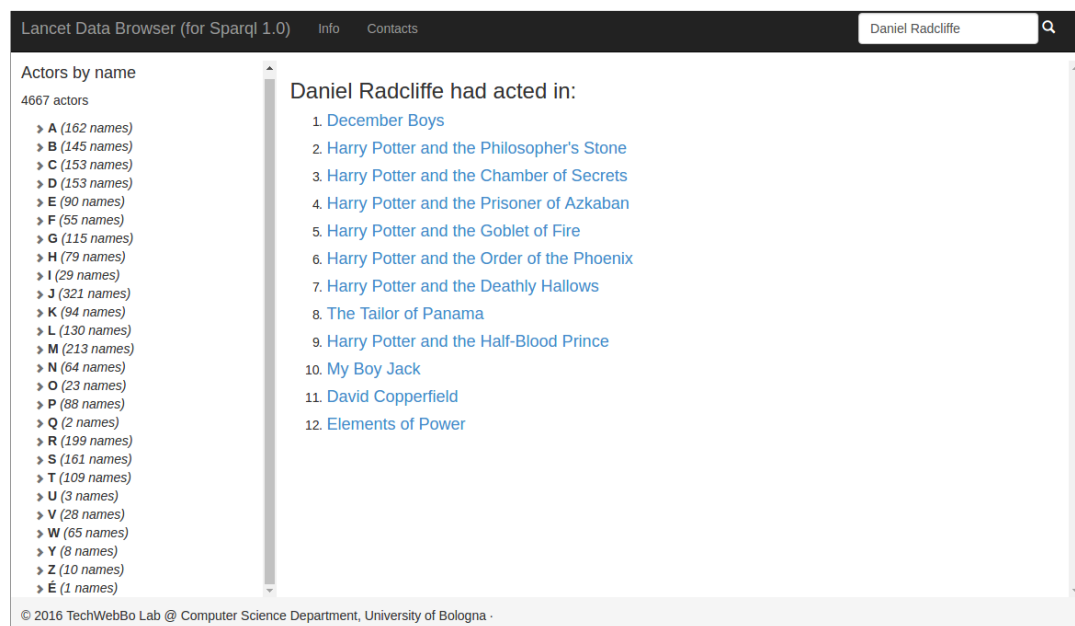 Lancet Data Browser (for Sparql 1.0) Info Contacts Daniel Radcliffe
Actors by name
4667 actors
A (162 names)
B (145 names)
C (153 names)
D (153 names)
E (90 names)
F (55 names)
G (115 names)
H (79 names)
I (29 names)
J (321 names)
K (94 names)
L (130 names)
M (213 names)
N (64 names)
O (23 names)
P (88 names)
Q (2 names)
R (199 names)
S (161 names)
T (109 names)
U (3 names)
V (28 names)
W (65 names)
Y (8 names)
Z (10 names)
É (1 names)
Daniel Radcliffe had acted in:
1. December Boys
2. Harry Potter and the Philosopher's Stone
3. Harry Potter and the Chamber of Secrets
4. Harry Potter and the Prisoner of Azkaban
5. Harry Potter and the Goblet of Fire
6. Harry Potter and the Order of the Phoenix
7. Harry Potter and the Deathly Hallows
8. The Tailor of Panama
9. Harry Potter and the Half-Blood Prince
10. My Boy Jack
11. David Copperfield
12. Elements of Power
© 2016 TechWebBo Lab @ Computer Science Department, University of Bologna ·